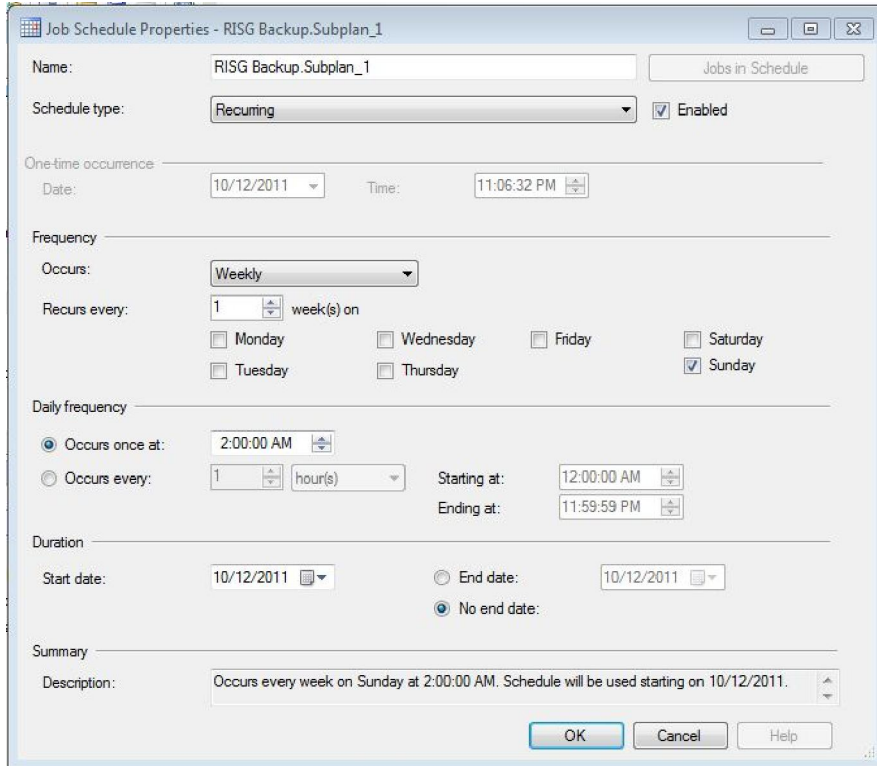 Job Schedule Properties - RISG Backup.Subplan_1
Name: RISG Backup.Subplan_1 Jobs in Schedule
Schedule type: Recurring Enabled
One-time occurrence
Date: 10/12/2011 Time: 11:06:32 PM
Frequency
Occurs: Weekly
Recurs every: 1 week(s) on
Monday Wednesday Friday Saturday
Tuesday Thursday Sunday
Daily frequency
Occurs once at: 2:00:00 AM
Occurs every: 1 hour(s) Starting at: 12:00:00 AM
Ending at: 11:59:59 PM
Duration
Start date: 10/12/2011 End date: 10/12/2011
No end date:
Summary
Description: Occurs every week on Sunday at 2:00:00 AM. Schedule will be used starting on 10/12/2011.
OK Cancel Help